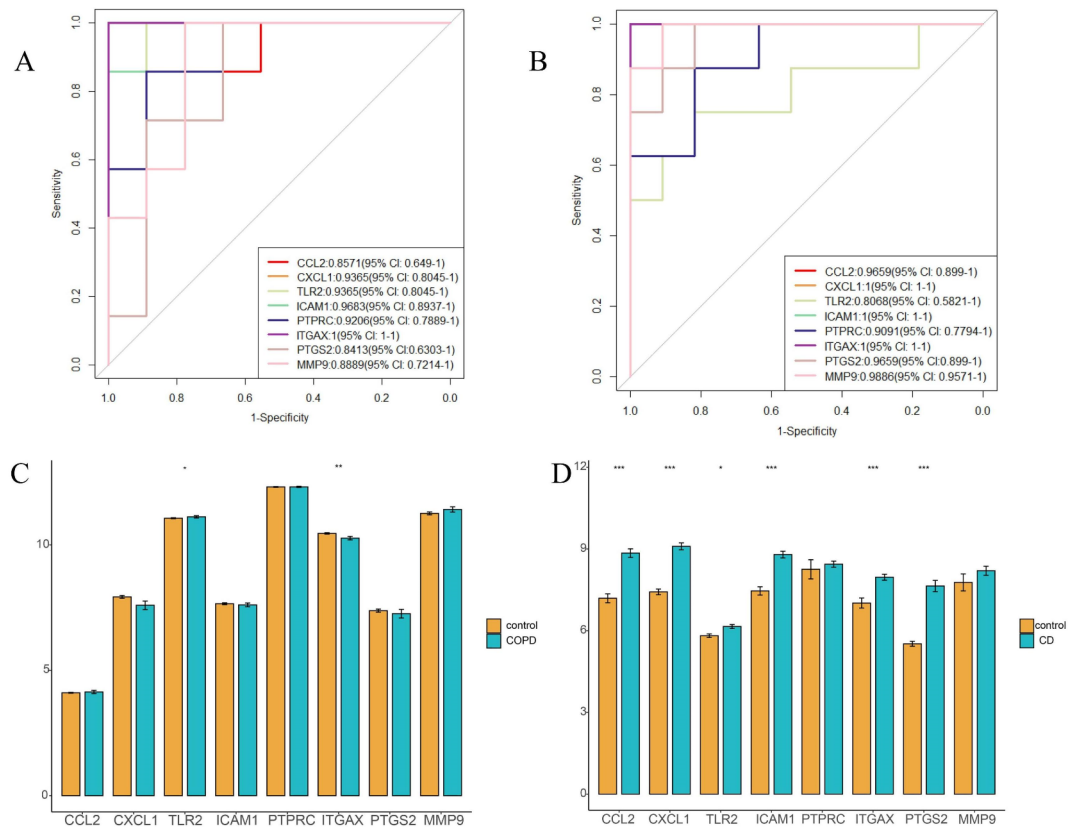 A
Sensitivity
1.0
0.8
0.6
0.4
0.2
0.0
CCL2:0.8571(95% CI: 0.649-1)
CXCL1:0.9365(95% CI: 0.8045-1)
TLR2:0.9365(95% CI: 0.8045-1)
ICAM1:0.9683(95% CI: 0.8937-1)
PTPRC:0.9206(95% CI: 0.7889-1)
ITGAX:1(95% CI: 1-1)
PTGS2:0.8413(95% CI:0.6303-1)
MMP9:0.8889(95% CI: 0.7214-1)
1.0 0.8 0.6 0.4 0.2 0.0
1-Specificity
B
Sensitivity
1.0
0.8
0.6
0.4
0.2
0.0
CCL2:0.9659(95% CI: 0.899-1)
CXCL1:1(95% CI: 1-1)
TLR2:0.8068(95% CI: 0.5821-1)
ICAM1:1(95% CI: 1-1)
PTPRC:0.9091(95% CI: 0.7794-1)
ITGAX:1(95% CI: 1-1)
PTGS2:0.9659(95% CI: 0.899-1)
MMP9:0.9886(95% CI: 0.9571-1)
1.0 0.8 0.6 0.4 0.2 0.0
1-Specificity
C
* **
10
5
0
control
COPD
CCL2 CXCL1 TLR2 ICAM1 PTPRC ITGAX PTGS2 MMP9
D
12
*** *** * *** *** ***
9
6
3
0
control
CD
CCL2 CXCL1 TLR2 ICAM1 PTPRC ITGAX PTGS2 MMP9